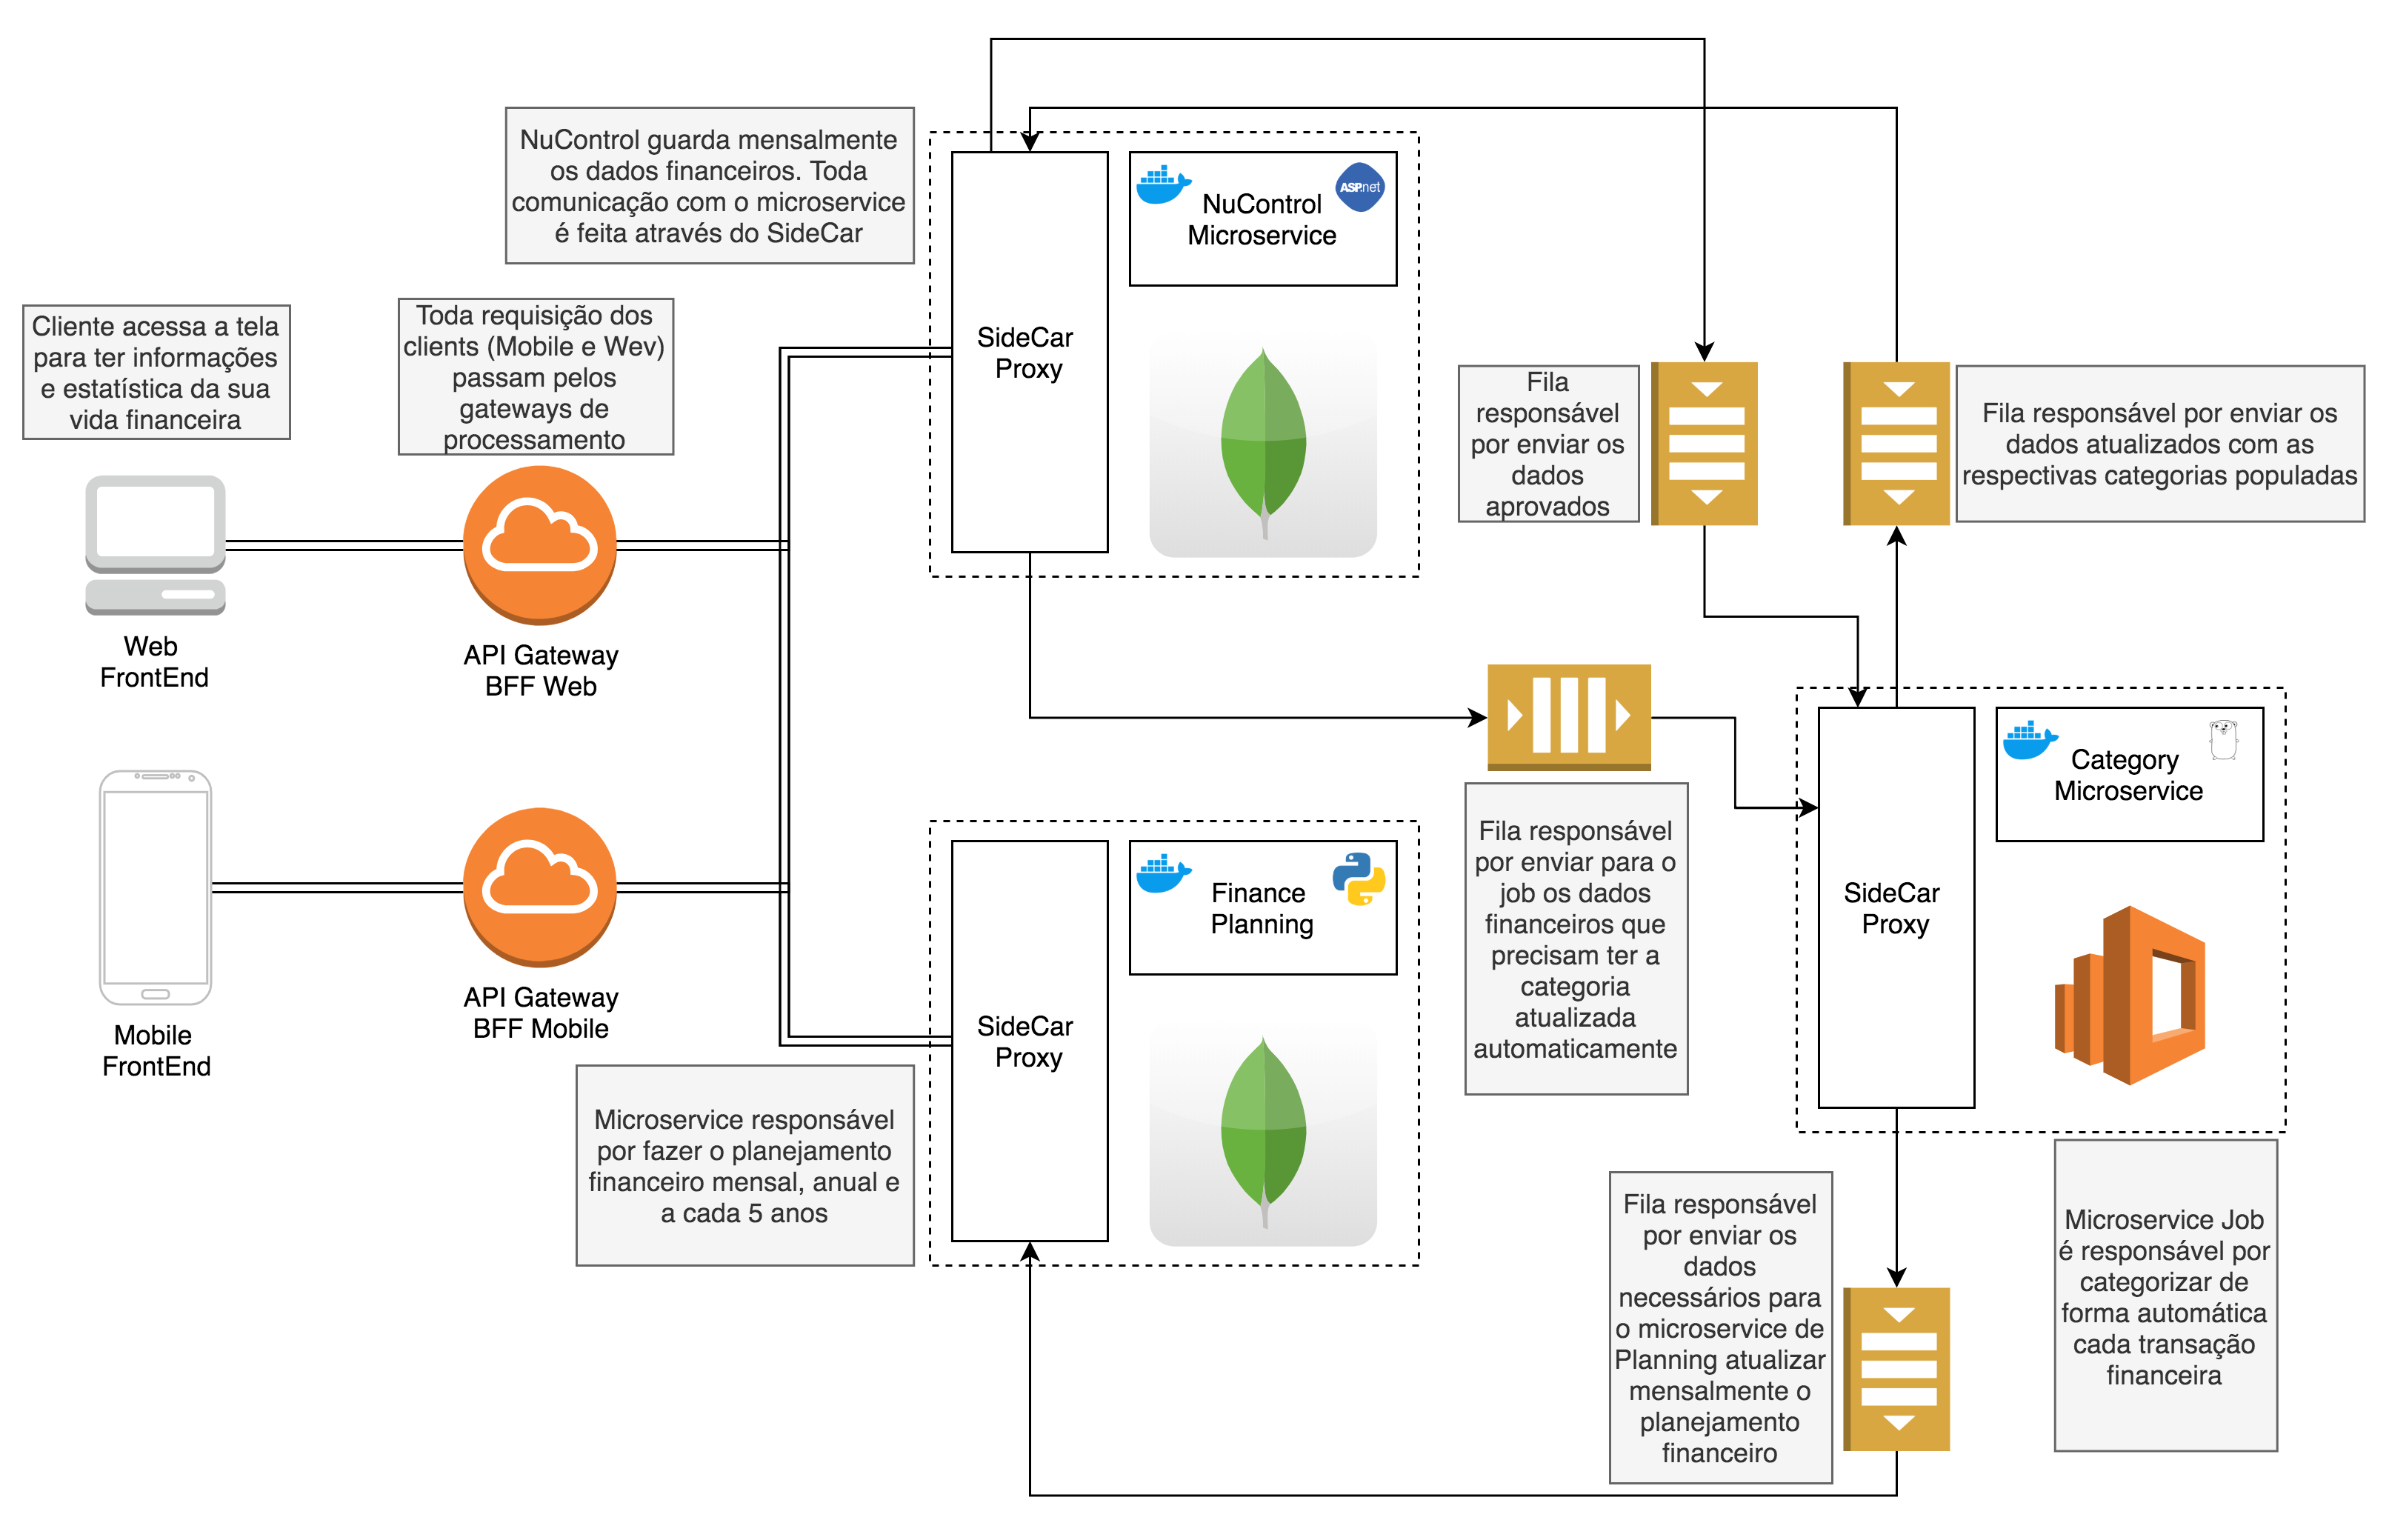 NuControl guarda mensalmente
os dados financeiros. Toda
comunicação com o microservice
é feita através do SideCar
NuControl
Microservice
ASP.net
SideCar
Proxy
Cliente acessa a tela
para ter informações
e estatística da sua
vida financeira
Toda requisição dos
clients (Mobile e Wev)
passam pelos
gateways de
processamento
Fila
responsável
por enviar os
dados
aprovados
Fila responsável por enviar os
dados atualizados com as
respectivas categorias populadas
Web
FrontEnd
API Gateway
BFF Web
Mobile
FrontEnd
API Gateway
BFF Mobile
Finance
Planning
SideCar
Proxy
Microservice responsável
por fazer o planejamento
financeiro mensal, anual e
a cada 5 anos
Fila responsável
por enviar para o
job os dados
financeiros que
precisam ter a
categoria
atualizada
automaticamente
Category
Microservice
SideCar
Proxy
Fila responsável
por enviar os
dados
necessários para
o microservice de
Planning atualizar
mensalmente o
planejamento
financeiro
Microservice Job
é responsável por
categorizar de
forma automática
cada transação
financeira